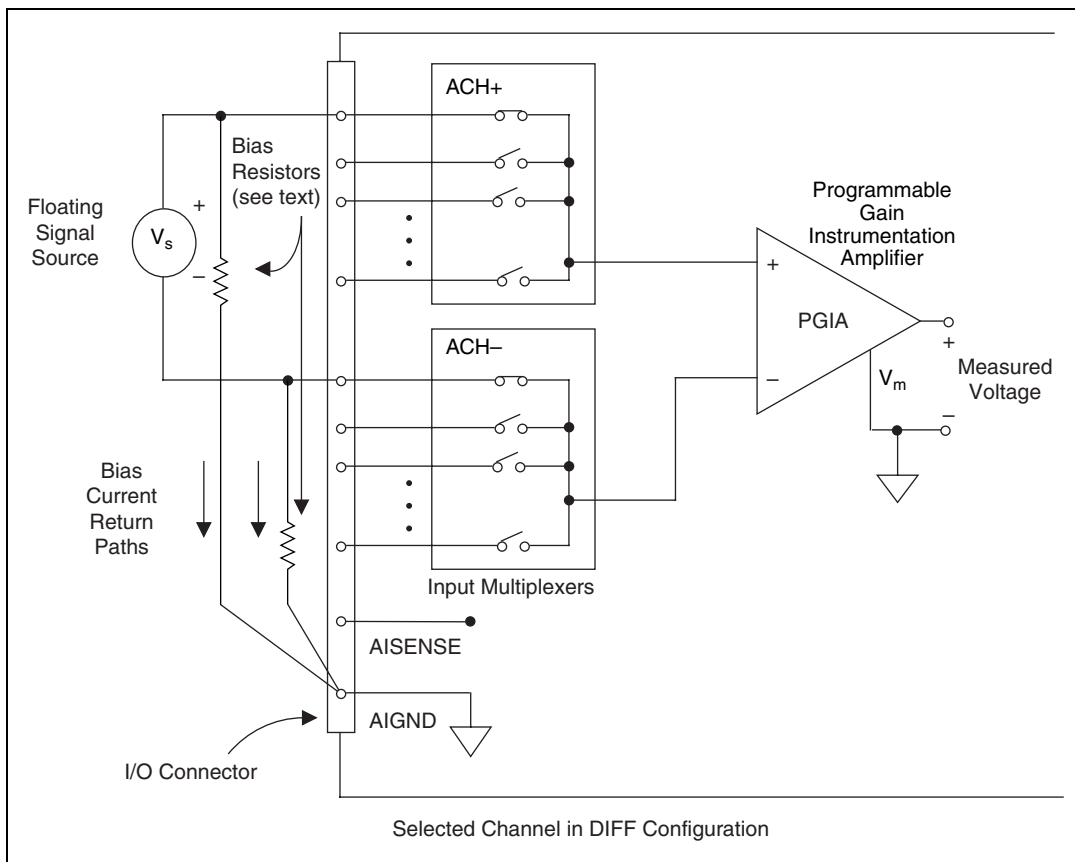 ACH+
Bias
Resistors
(see text)
Floating
Signal
Source
+
Vs
–
Programmable
Gain
Instrumentation
Amplifier
+
PGIA
–
+
Measured
Voltage
Vm
–
ACH–
Bias
Current
Return
Paths
Input Multiplexers
AISENSE
AIGND
I/O Connector
Selected Channel in DIFF Configuration